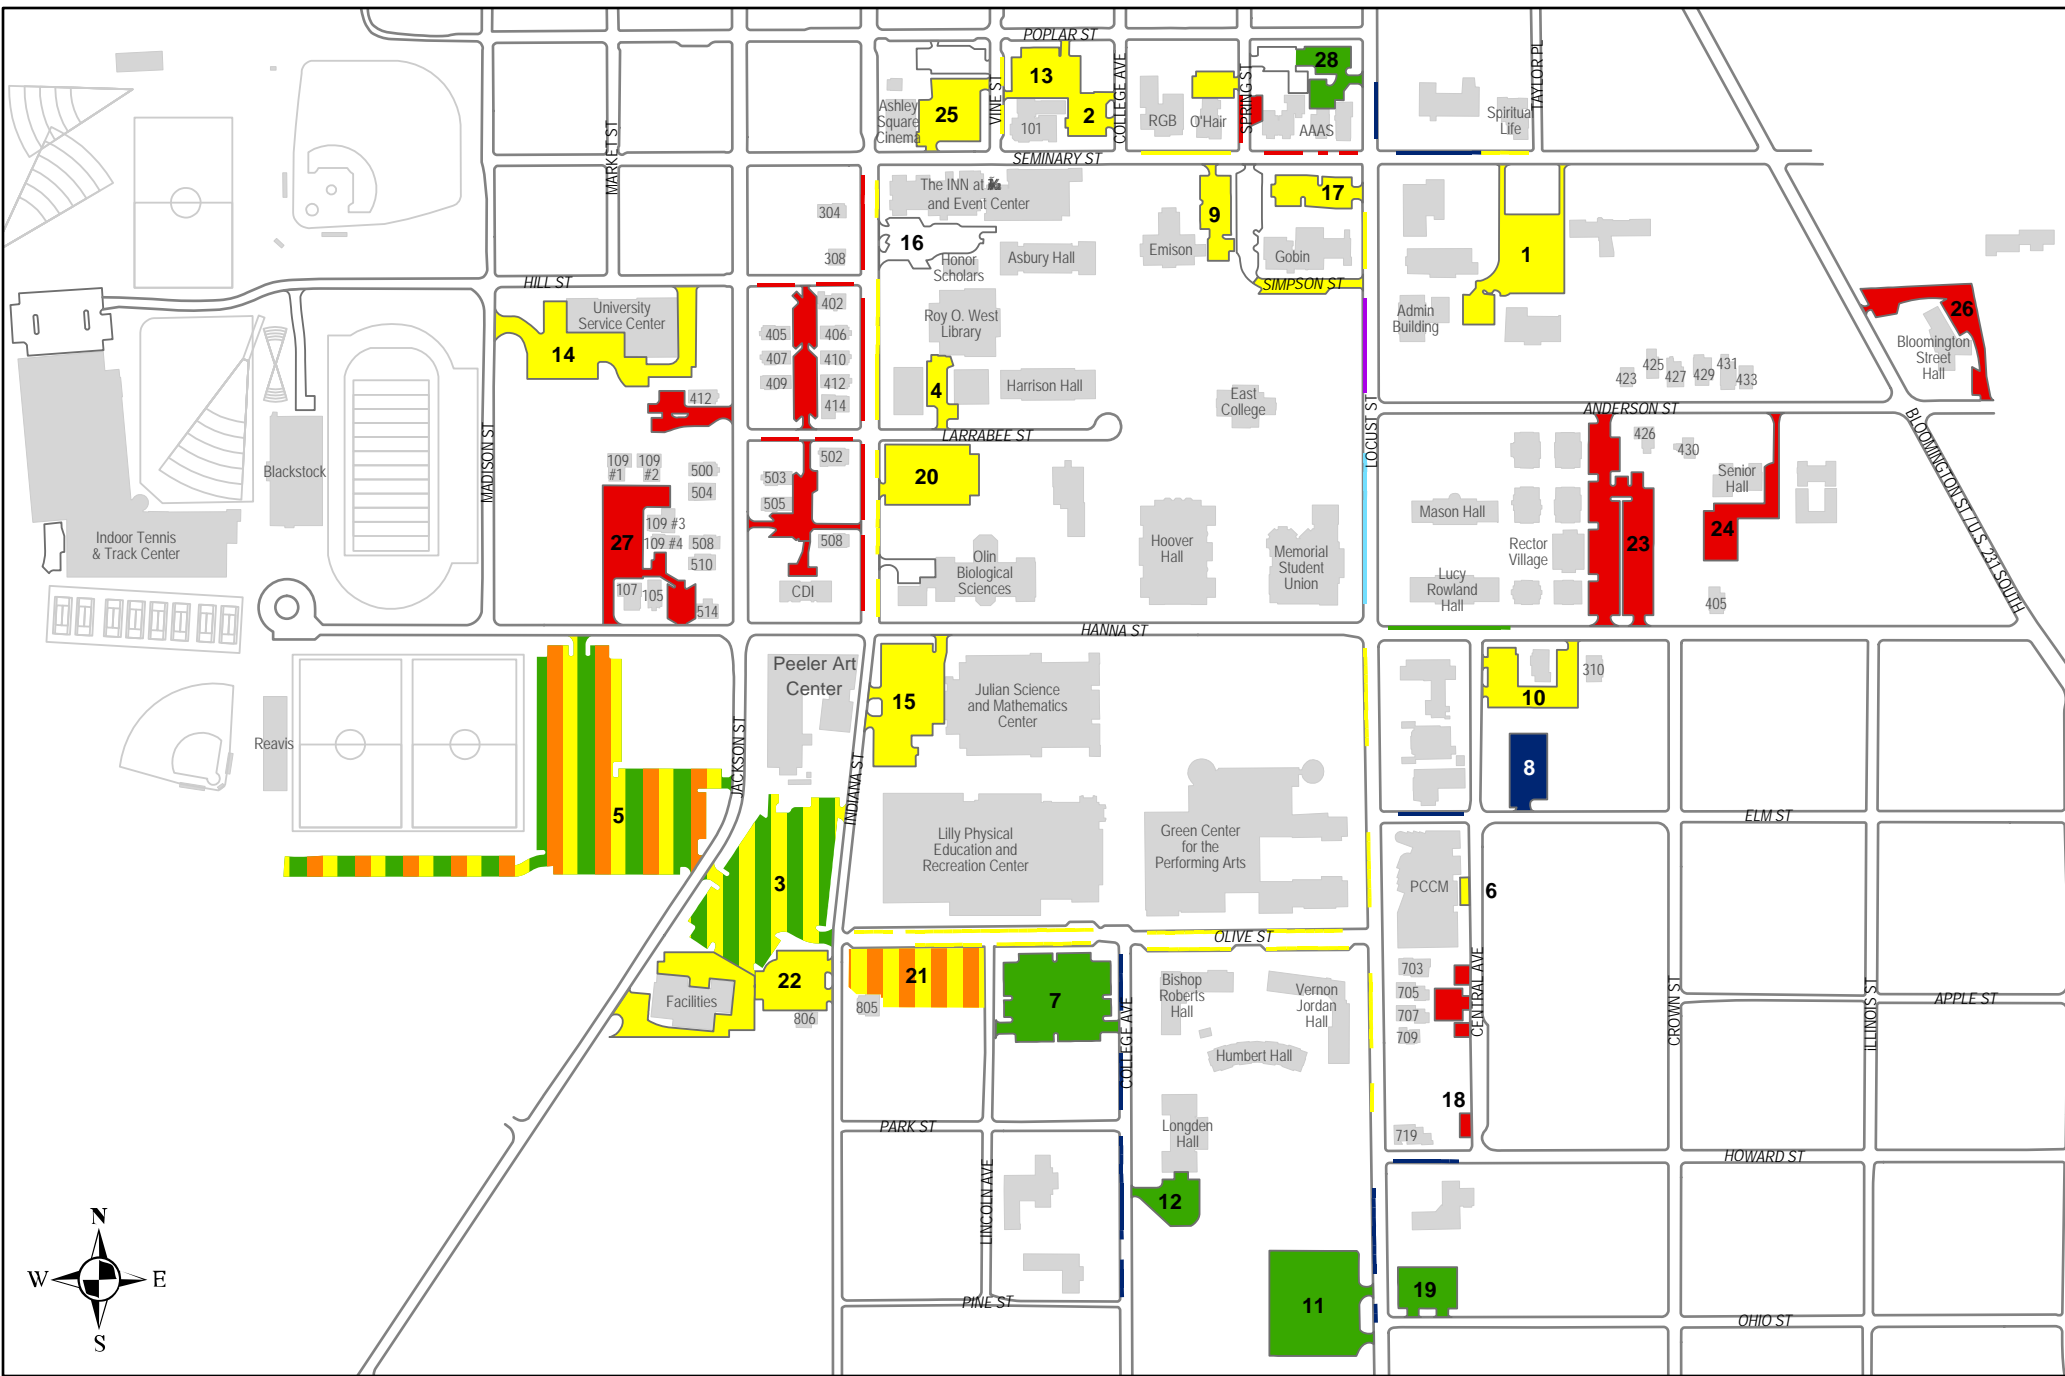 POPLAR ST
13
28
25
2
Ashley
Square
Cinema
VINE ST
101
COLLEGE AVE
RGB
O'Hair
SPRING ST
AAAS
TAYLOR PL
Spiritual
Life
MARKET ST
SEMINARY ST
The INN at
and Event Center
304
308
16
Honor
Scholars
Asbury Hall
Emison
9
17
Gobin
SIMPSON ST
1
HILL ST
University
Service Center
14
402
405
406
407
410
409
412
414
412
Roy O. West
Library
4
Harrison Hall
East
College
Admin
Building
423
425
427
429
431
433
26
Bloomington
Street
Hall
LARRABEE ST
ANDERSON ST
LOCUST ST
MADISON ST
Blackstock
Indoor Tennis
& Track Center
109
#1
109
#2
500
504
109 #3
109 #4
508
510
27
107
105
514
502
503
505
508
CDI
20
Olin
Biological
Sciences
Hoover
Hall
Memorial
Student
Union
Mason Hall
Rector
Village
Lucy
Rowland
Hall
23
426
430
Senior
Hall
24
405
BLOOMINGTON ST / U.S. 231 SOUTH
HANNA ST
Peeler Art
Center
15
Julian Science
and Mathematics
Center
Reavis
JACKSON ST
INDIANA ST
5
3
Lilly Physical
Education and
Recreation Center
Green Center
for the
Performing Arts
10
310
8
ELM ST
PCCM
6
OLIVE ST
22
Facilities
806
805
21
7
COLLEGE AVE
Bishop
Roberts
Hall
Vernon
Jordan
Hall
Humbert Hall
703
705
707
709
CENTRAL AVE
CROWN ST
ILLINOIS ST
APPLE ST
18
719
PARK ST
Longden
Hall
12
HOWARD ST
LINCOLN AVE
PINE ST
11
19
OHIO ST
N
W
E
S